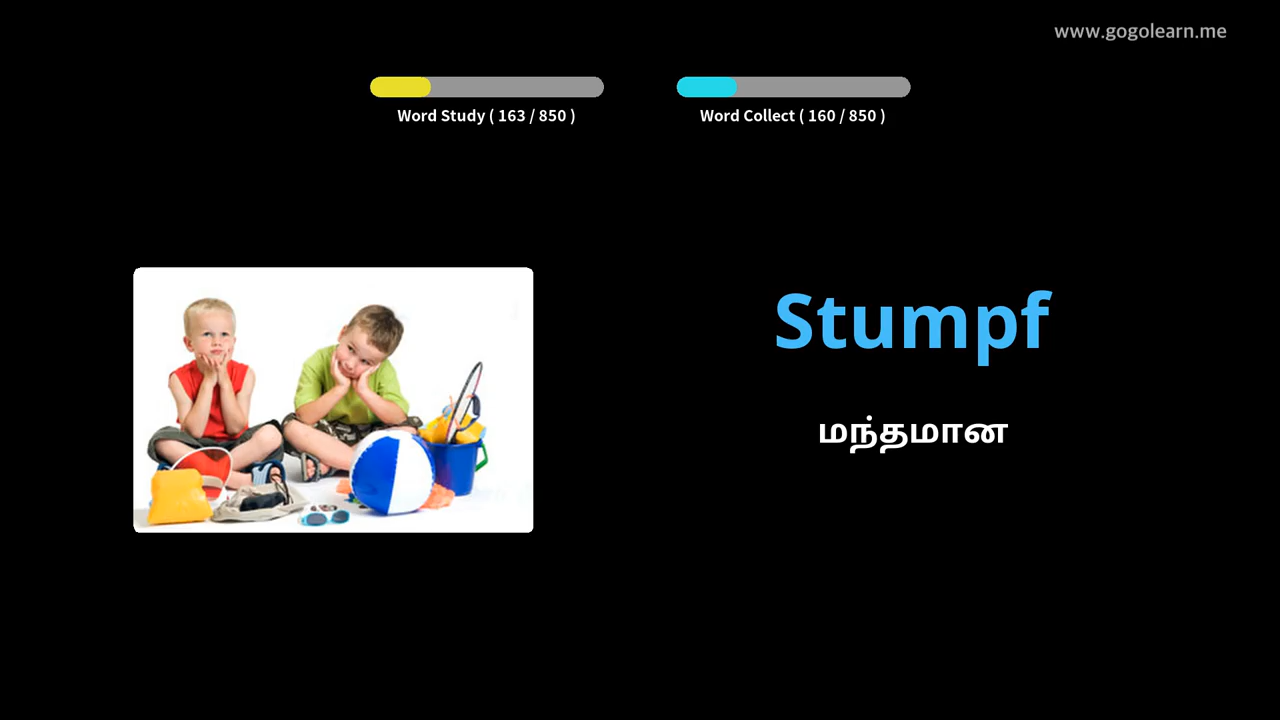 www.gogolearn.me
Word Study ( 163 / 850 )
Word Collect ( 160 / 850 )
Stumpf
மந்தமான